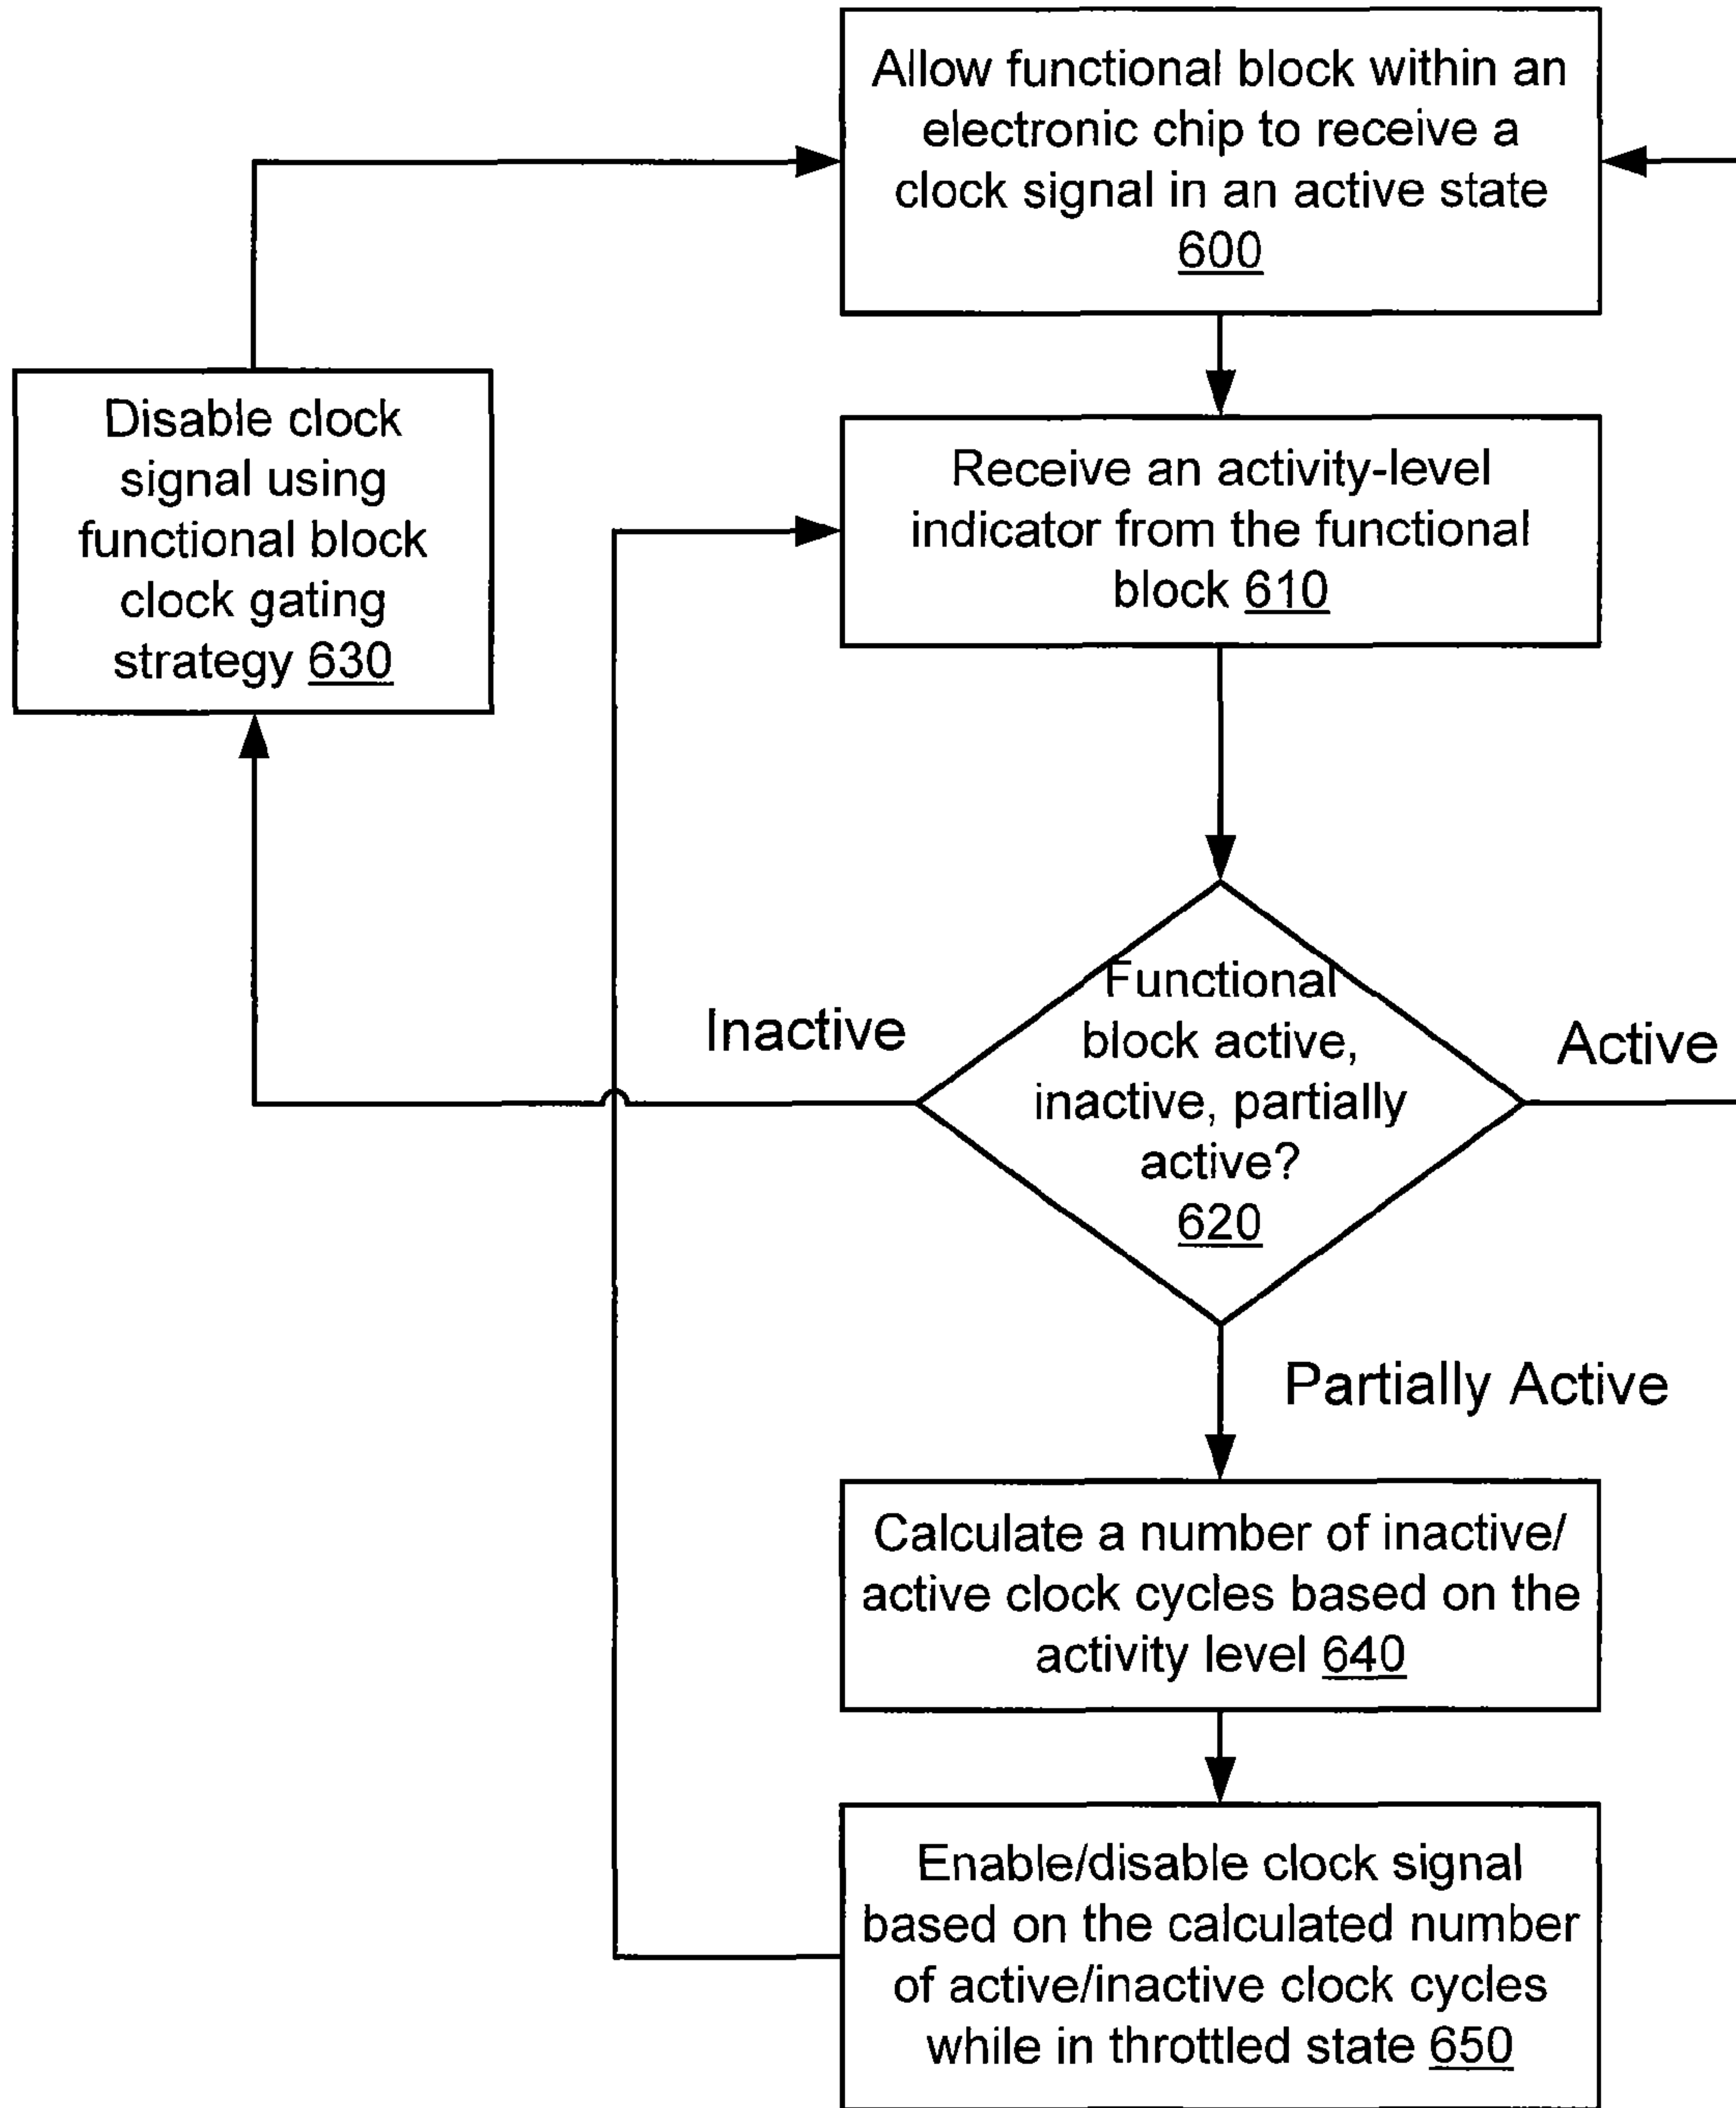 Allow functional block within an
electronic chip to receive a
clock signal in an active state
600
Disable clock
signal using
functional block
clock gating
strategy 630
Receive an activity-level
indicator from the functional
block 610
Functional
block active,
inactive, partially
active?
620
Inactive
Active
Partially Active
Calculate a number of inactive/
active clock cycles based on the
activity level 640
Enable/disable clock signal
based on the calculated number
of active/inactive clock cycles
while in throttled state 650